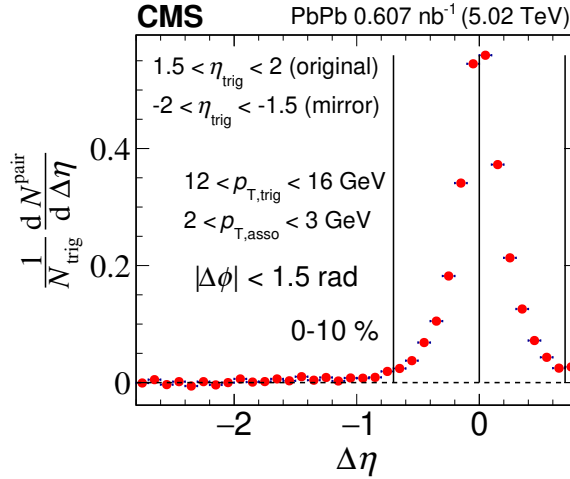 CMS PbPb 0.607 nb⁻¹ (5.02 TeV)
1.5 < η_trig < 2 (original)
-2 < η_trig < -1.5 (mirror)
12 < p_T,trig < 16 GeV
2 < p_T,asso < 3 GeV
|Δϕ| < 1.5 rad
0-10 %
1/N_trig d N^pair/d Δη
0.4
0.2
0
−2 −1 0
Δη